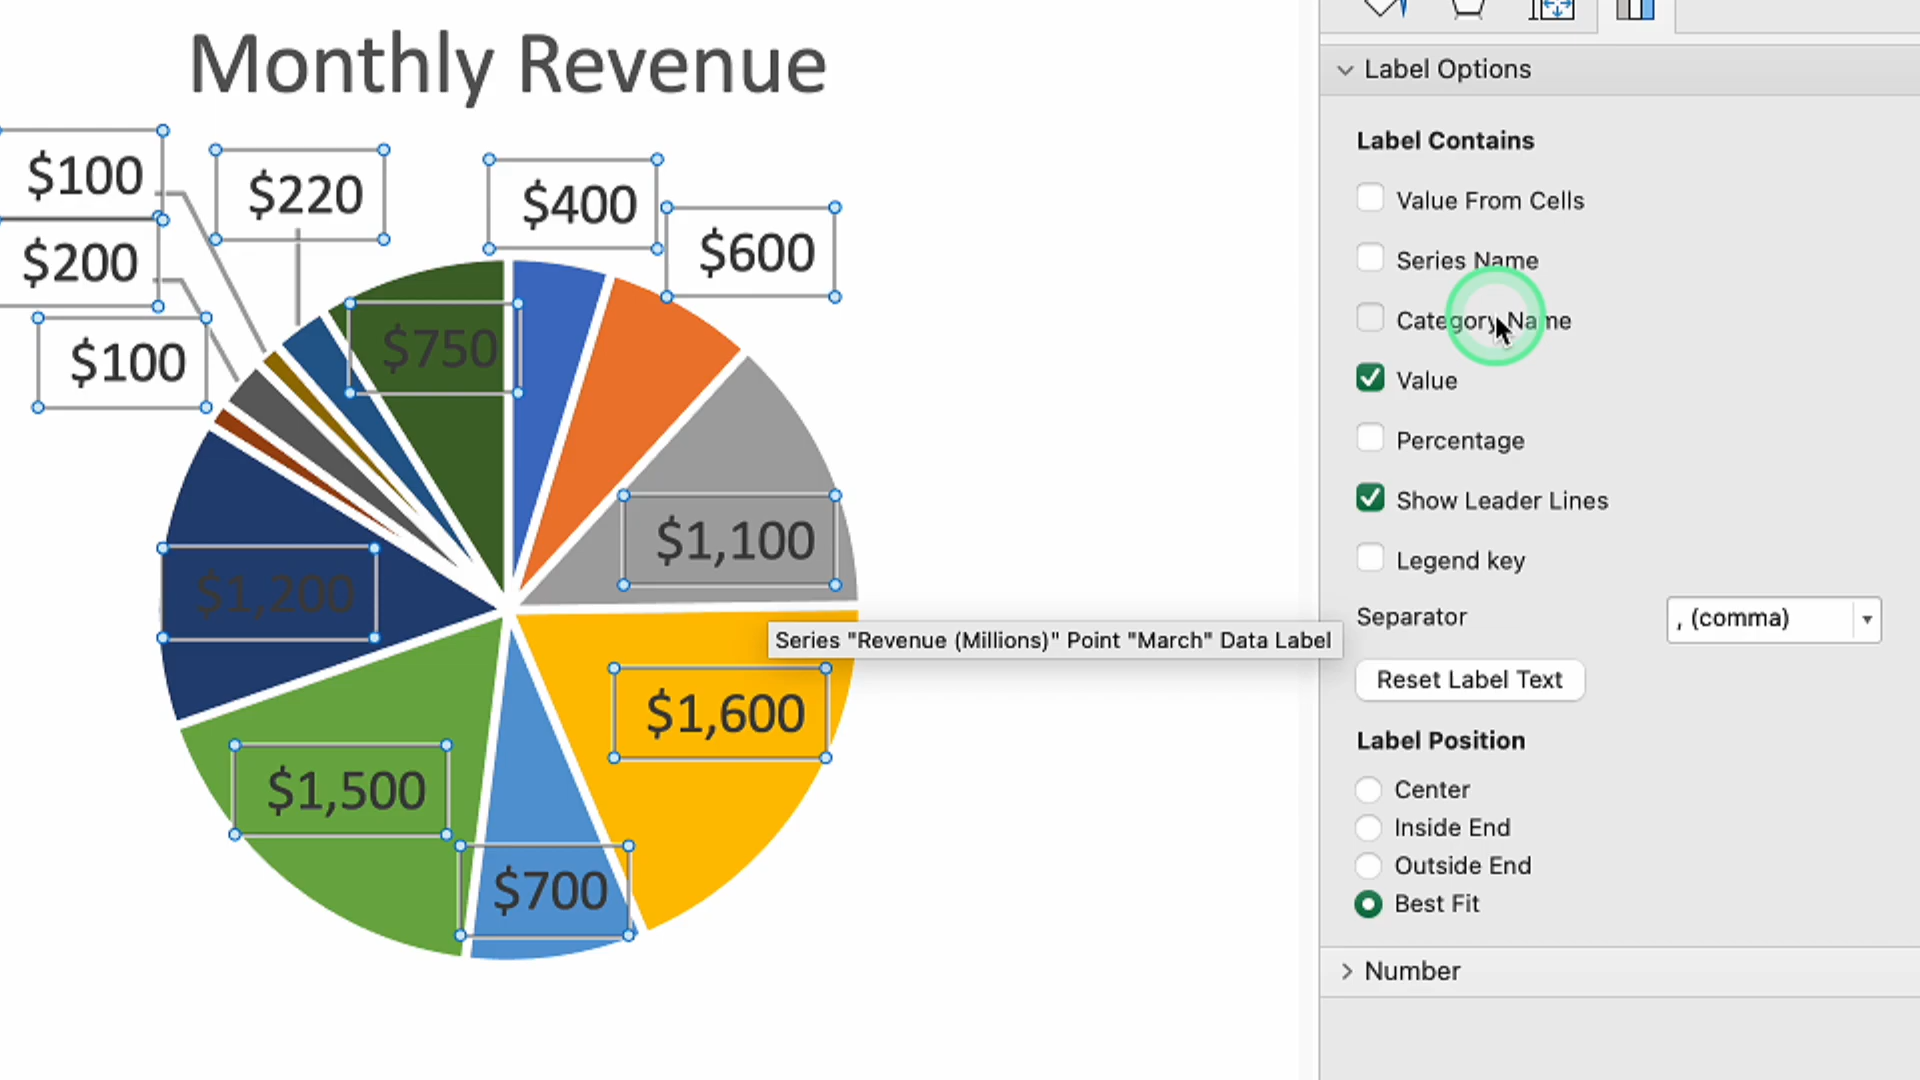 Monthly Revenue
$100
$220
$400
$600
$200
$100
$750
$1,100
$1,200
$1,600
$1,500
$700
Series "Revenue (Millions)" Point "March" Data Label
Label Options
Label Contains
Value From Cells
Series Name
Category Name
Value
Percentage
Show Leader Lines
Legend key
Separator , (comma)
Reset Label Text
Label Position
Center
Inside End
Outside End
Best Fit
Number